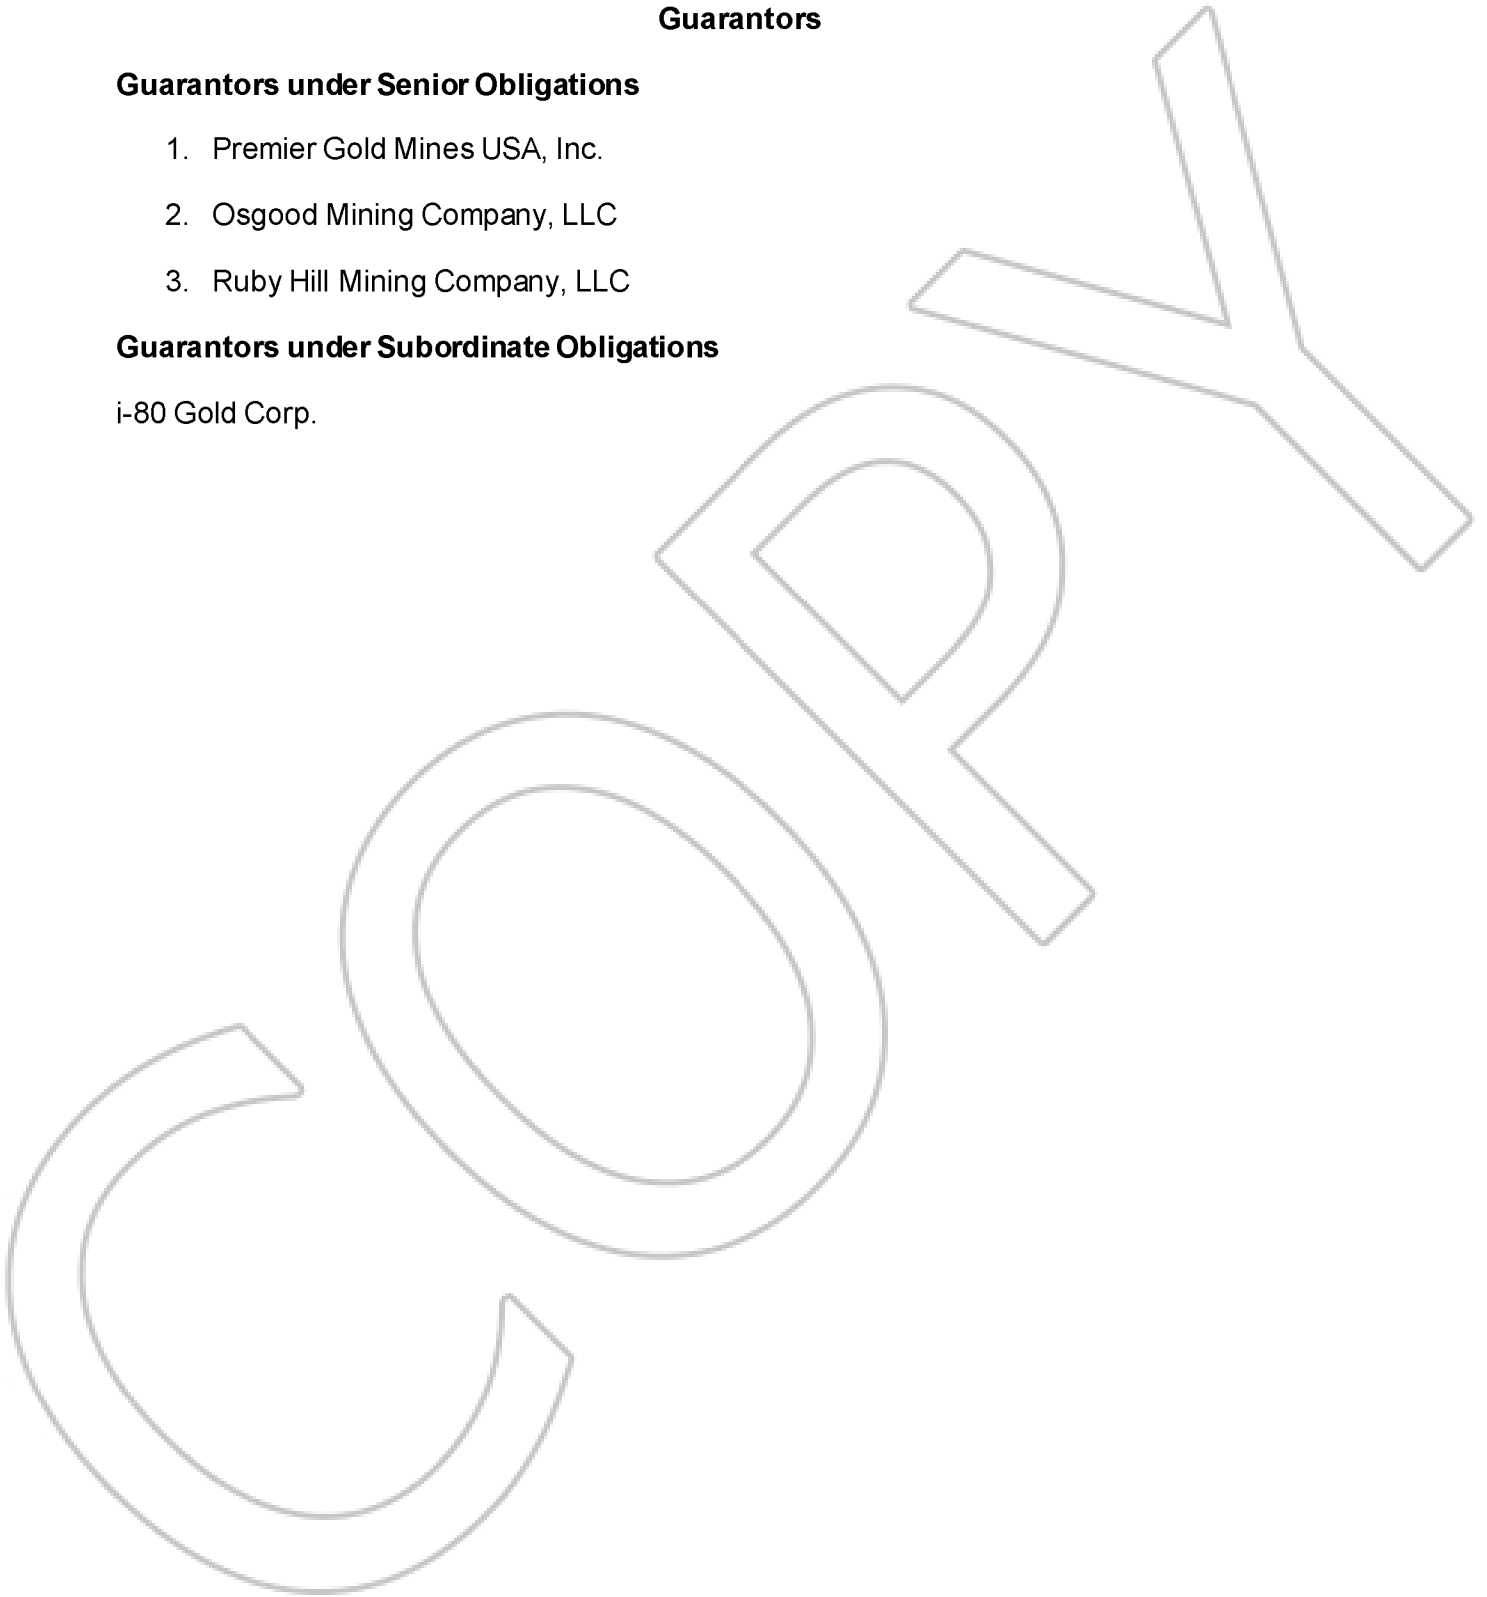 Guarantors
Guarantors under Senior Obligations
1. Premier Gold Mines USA, Inc.
2. Osgood Mining Company, LLC
3. Ruby Hill Mining Company, LLC
Guarantors under Subordinate Obligations
i-80 Gold Corp.
COPY